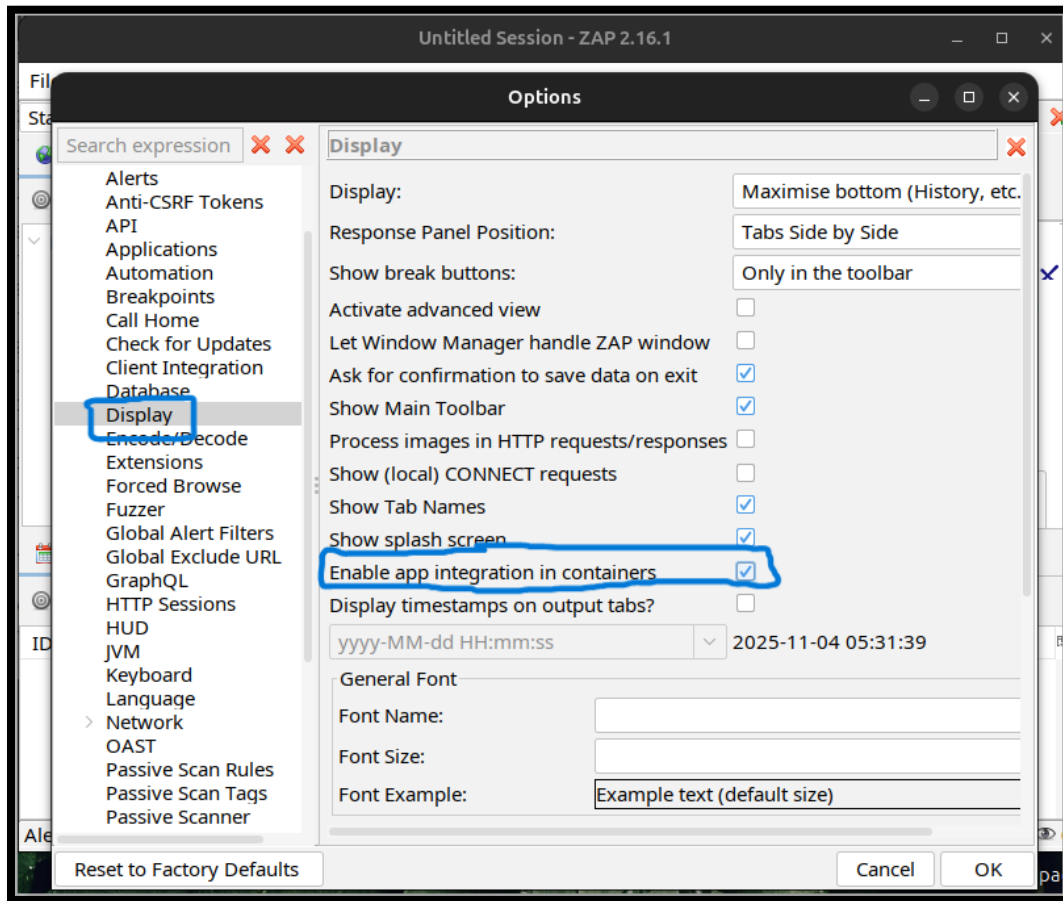 Untitled Session - ZAP 2.16.1
Options
Search expression
Alerts
Anti-CSRF Tokens
API
Applications
Automation
Breakpoints
Call Home
Check for Updates
Client Integration
Database
Display
Encode/Decode
Extensions
Forced Browse
Fuzzer
Global Alert Filters
Global Exclude URL
GraphQL
HTTP Sessions
HUD
JVM
Keyboard
Language
Network
OAST
Passive Scan Rules
Passive Scan Tags
Passive Scanner
Display
Display: Maximise bottom (History, etc.
Response Panel Position: Tabs Side by Side
Show break buttons: Only in the toolbar
Activate advanced view
Let Window Manager handle ZAP window
Ask for confirmation to save data on exit
Show Main Toolbar
Process images in HTTP requests/responses
Show (local) CONNECT requests
Show Tab Names
Show splash screen
Enable app integration in containers
Display timestamps on output tabs?
yyyy-MM-dd HH:mm:ss 2025-11-04 05:31:39
General Font
Font Name:
Font Size:
Font Example: Example text (default size)
Reset to Factory Defaults
Cancel OK
ID